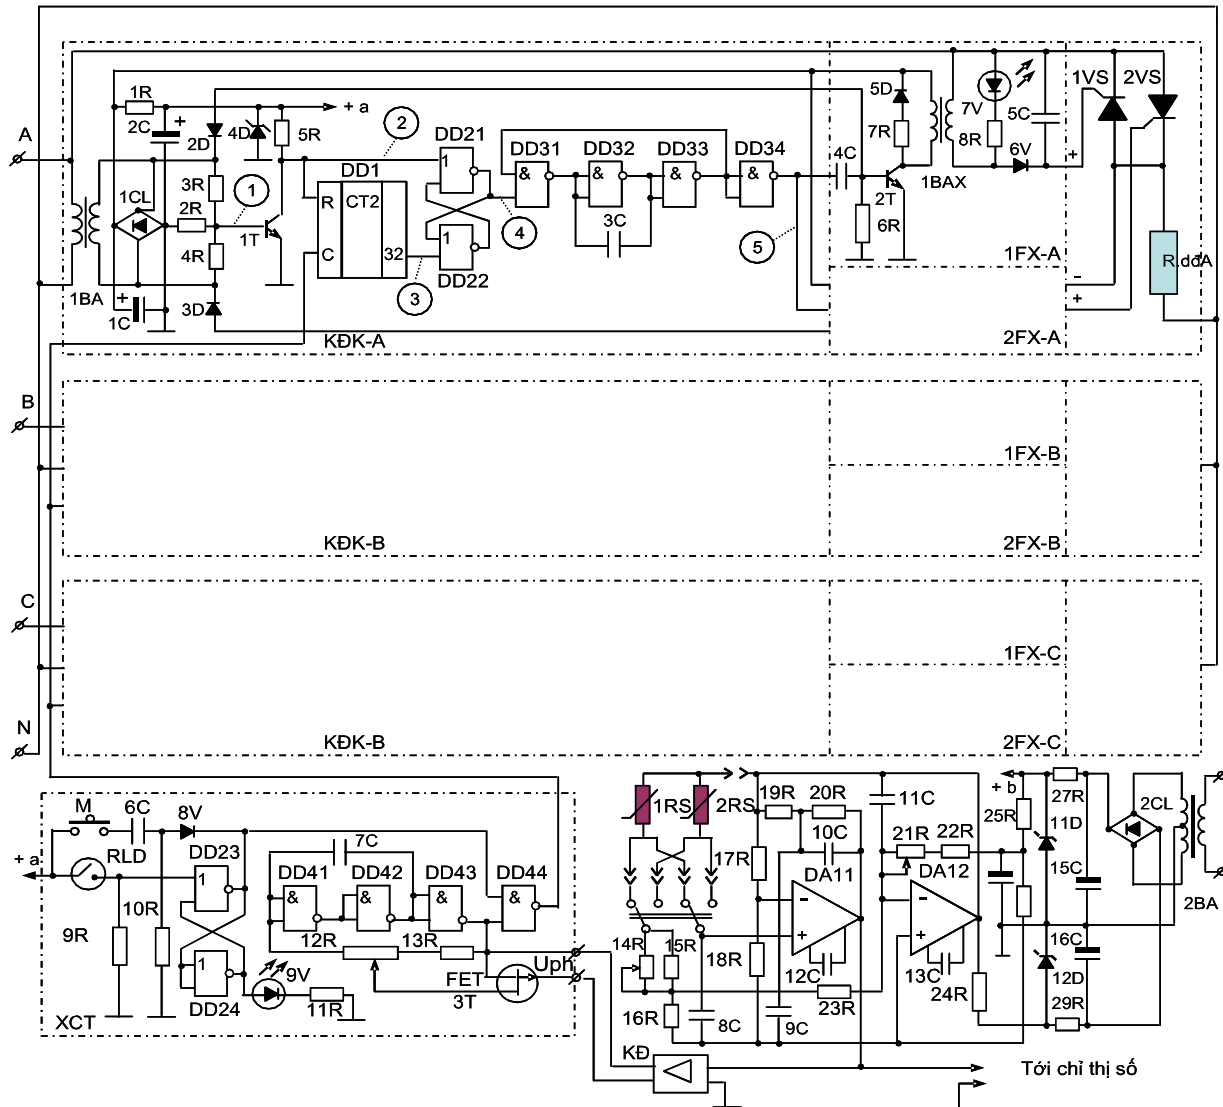 1R
+ a
5D
1VS 2VS
A
2C
+
2
7V
5C
2D
4D
5R
DD21
7R
8R
DD31 DD32 DD33 DD34
4C
6V
+
1
DD1
1CL
3R
1
&
&
&
&
1BAX
R
CT2
2T
2R
4
3C
6R
1T
1
5
4R
C
32
1FX-A
R.dđA
DD22
-
1BA
+
3
+
1C
3D
KĐK-A
2FX-A
B
1FX-B
KĐK-B
2FX-B
C
1FX-C
N
KĐK-B
2FX-C
M
6C
8V
1RS
2RS
19R
20R
11C
+ b
27R
25R
11D
2CL
+ a
RLD
DD23
7C
10C
21R
22R
DD41 DD42 DD43 DD44
17R
DA11
DA12
15C
1
&
&
&
&
-
-
2BA
10R
9R
12R
13R
14R
15R
+
+
16C
18R
1
9V
Uph
12C
13C
12D
FET
24R
DD24
3T
11R
23R
29R
16R
8C
9C
XCT
KĐ
Tới chỉ thị số